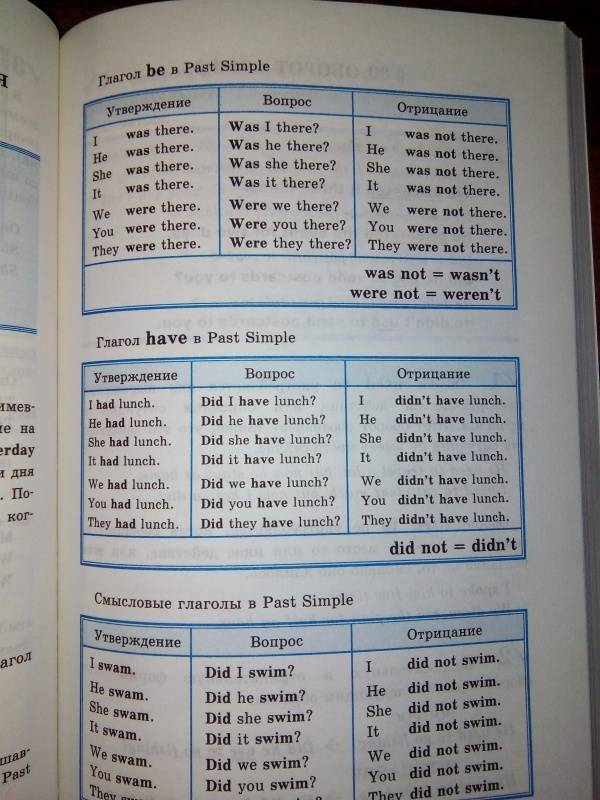 Глагол be в Past Simple
Утверждение Вопрос Отрицание
I was there. Was I there? I was not there.
He was there. Was he there? He was not there.
She was there. Was she there? She was not there.
It was there. Was it there? It was not there.
We were there. Were we there? We were not there.
You were there. Were you there? You were not there.
They were there. Were they there? They were not there.
was not = wasn't
were not = weren't
Глагол have в Past Simple
Утверждение Вопрос Отрицание
I had lunch. Did I have lunch? I didn't have lunch.
He had lunch. Did he have lunch? He didn't have lunch.
She had lunch. Did she have lunch? She didn't have lunch.
It had lunch. Did it have lunch? It didn't have lunch.
We had lunch. Did we have lunch? We didn't have lunch.
You had lunch. Did you have lunch? You didn't have lunch.
They had lunch. Did they have lunch? They didn't have lunch.
did not = didn't
Смысловые глаголы в Past Simple
Утверждение Вопрос Отрицание
I swam. Did I swim? I did not swim.
He swam. Did he swim? He did not swim.
She swam. Did she swim? She did not swim.
It swam. Did it swim? It did not swim.
We swam. Did we swim? We did not swim.
You swam. Did you swim? You did not swim.
They swam. They did not swim.